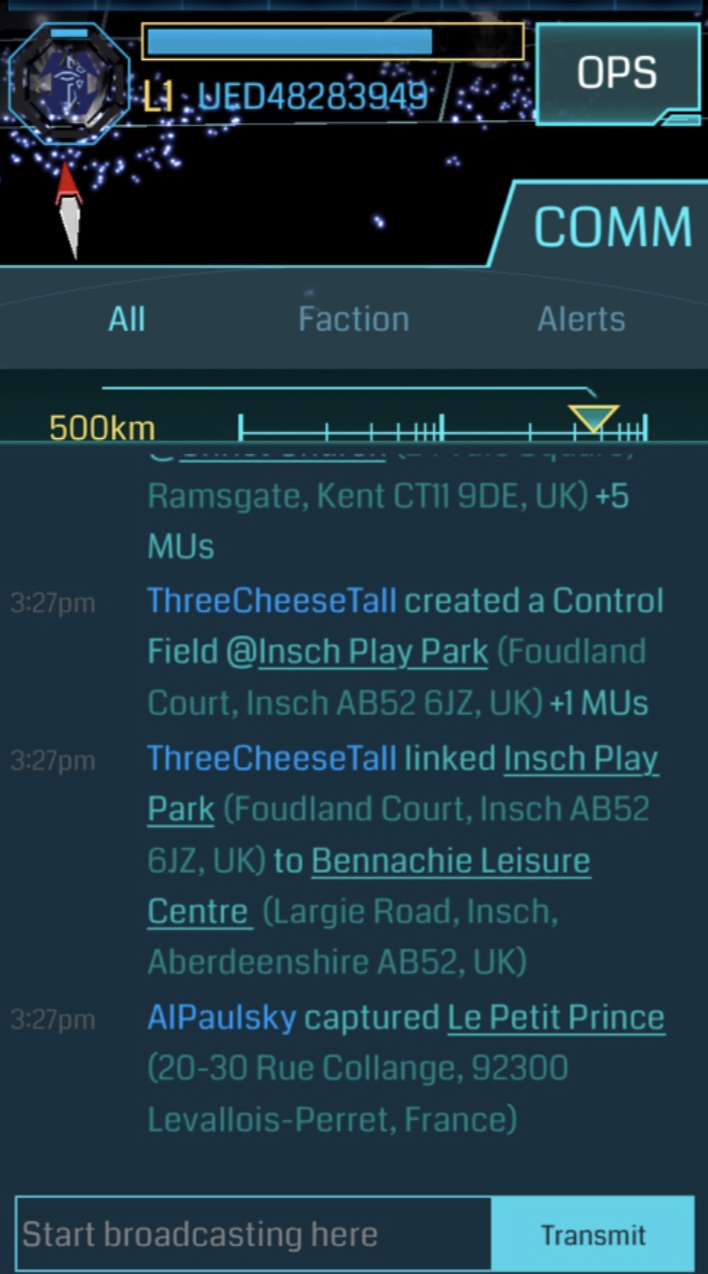 L1 UED48283949
OPS
COMM
All Faction Alerts
500km
Ramsgate, Kent CT11 9DE, UK) +5
MUs
3:27pm ThreeCheeseTall created a Control
Field @Insch Play Park (Foudland
Court, Insch AB52 6JZ, UK) +1 MUs
3:27pm ThreeCheeseTall linked Insch Play
Park (Foudland Court, Insch AB52
6JZ, UK) to Bennachie Leisure
Centre (Largie Road, Insch,
Aberdeenshire AB52, UK)
3:27pm AlPaulsky captured Le Petit Prince
(20-30 Rue Collange, 92300
Levallois-Perret, France)
Start broadcasting here Transmit